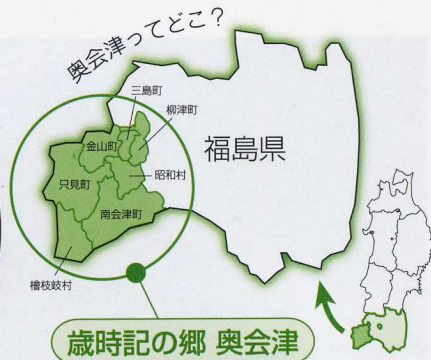 奥会津ってどこ？
三島町
柳津町
金山町
福島県
只見町
昭和村
南会津町
檜枝岐村
歳時記の郷 奥会津